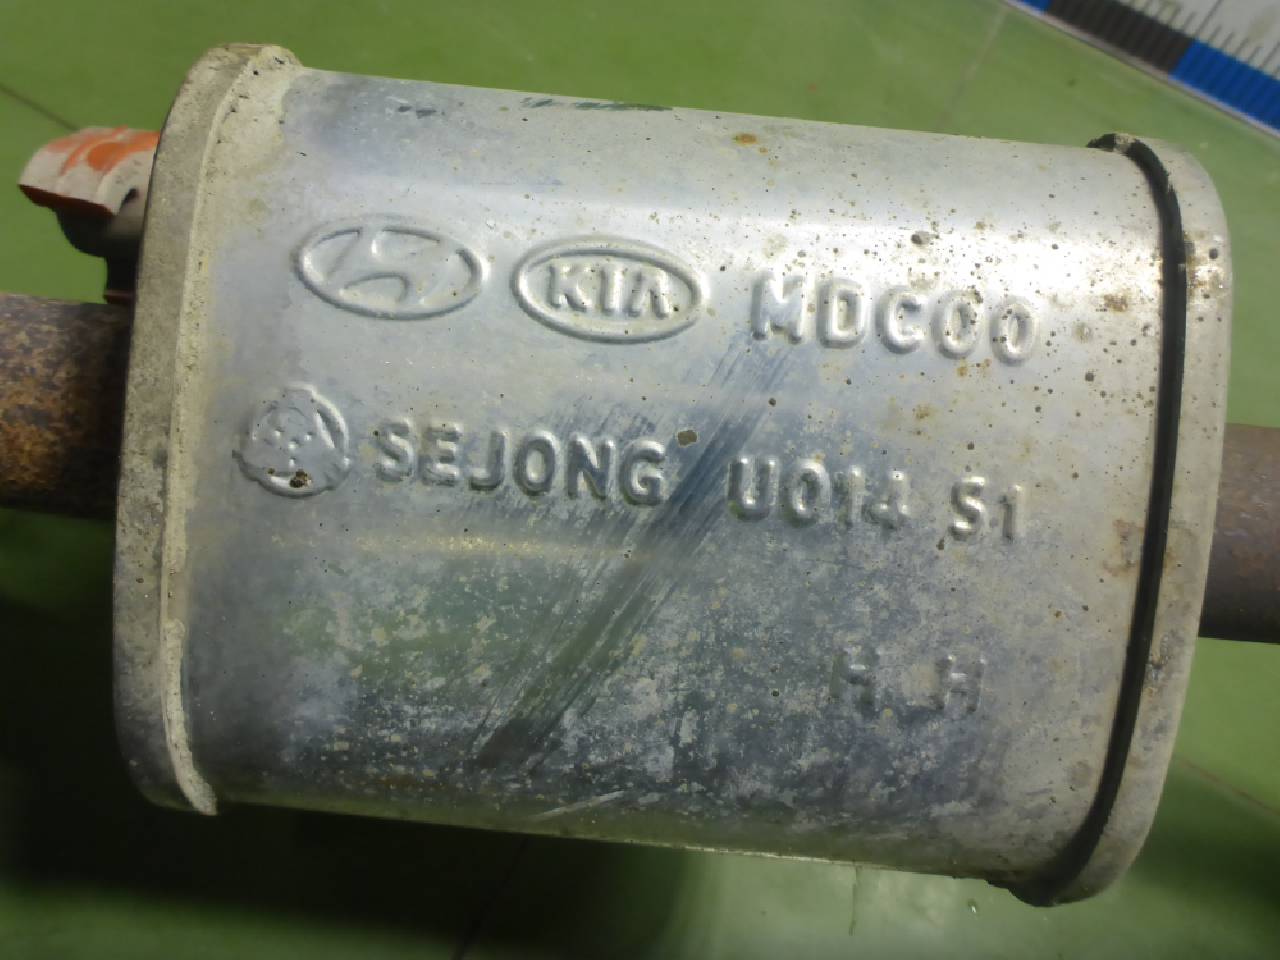 KIA MDC00
SEJONG U014 S1
H H